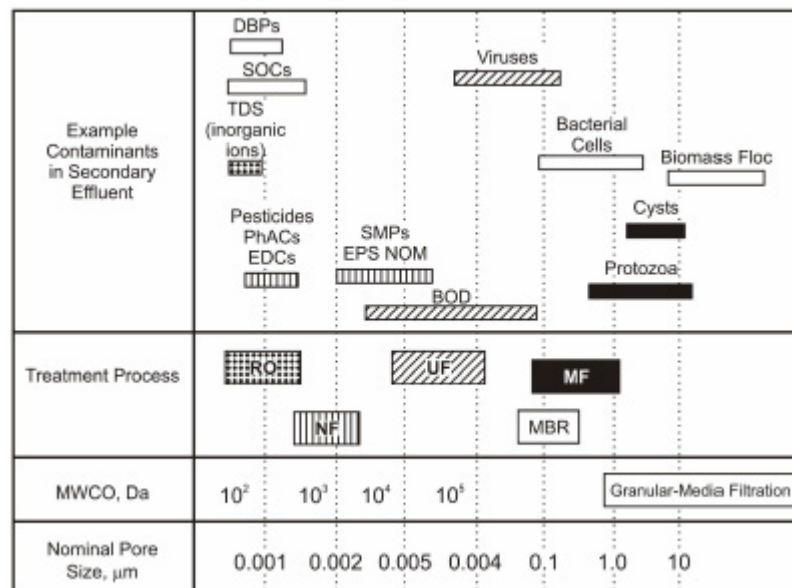 Example
Contaminants
in Secondary
Effluent
DBPs
SOCs
TDS
(inorganic
ions)
Pesticides
PhACs
EDCs
SMPs
EPS NOM
BOD
Viruses
Bacterial
Cells
Biomass Floc
Cysts
Protozoa
Treatment Process
RO
UF
MF
NF
MBR
MWCO, Da
10² 10³ 10⁴ 10⁵
Granular-Media Filtration
Nominal Pore
Size, μm
0.001 0.002 0.005 0.004 0.1 1.0 10